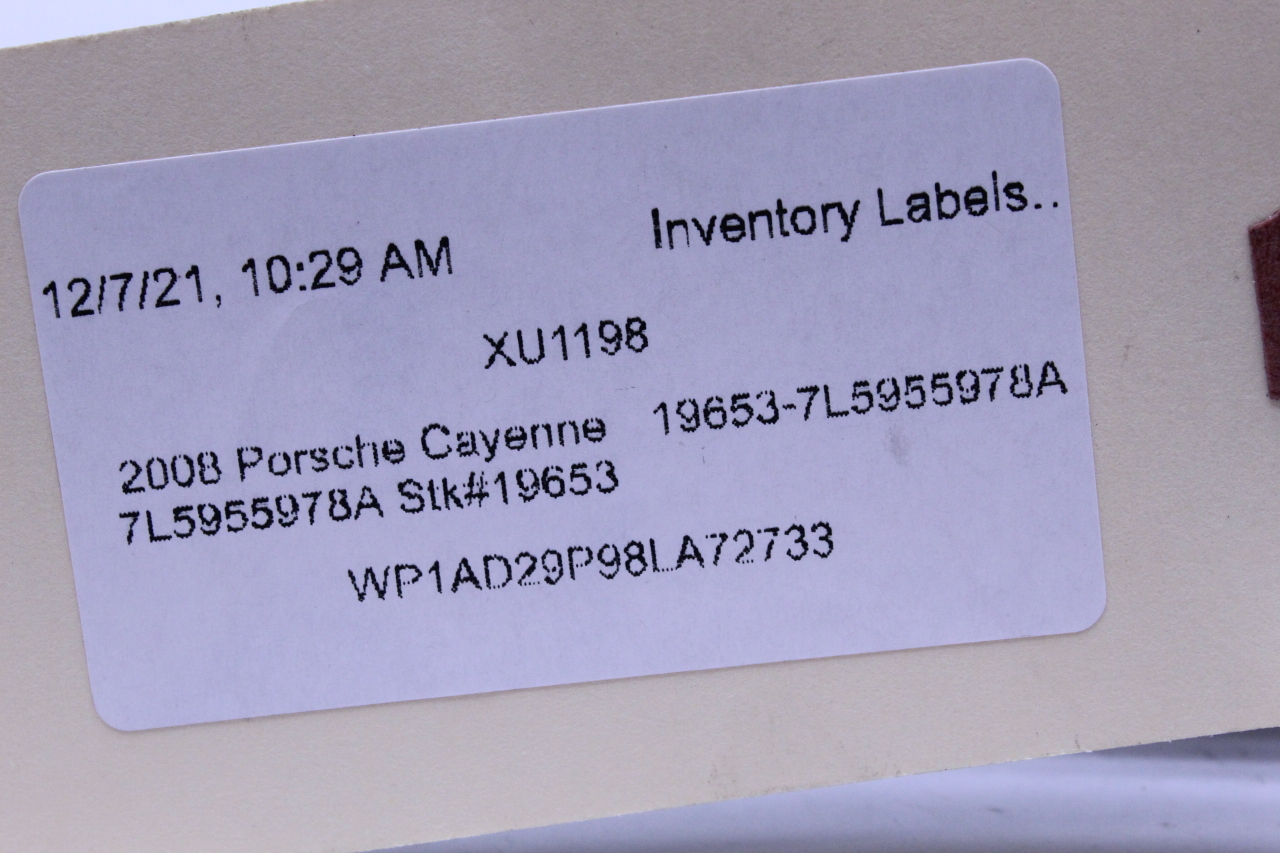 12/7/21, 10:29 AM Inventory Labels..
XU1198
2008 Porsche Cayenne 19653-7L5955978A
7L5955978A Stk#19653
WP1AD29P98LA72733